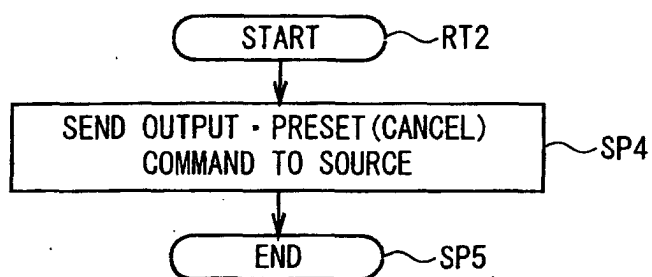 START RT2
SEND OUTPUT · PRESET (CANCEL)
COMMAND TO SOURCE
SP4
END SP5